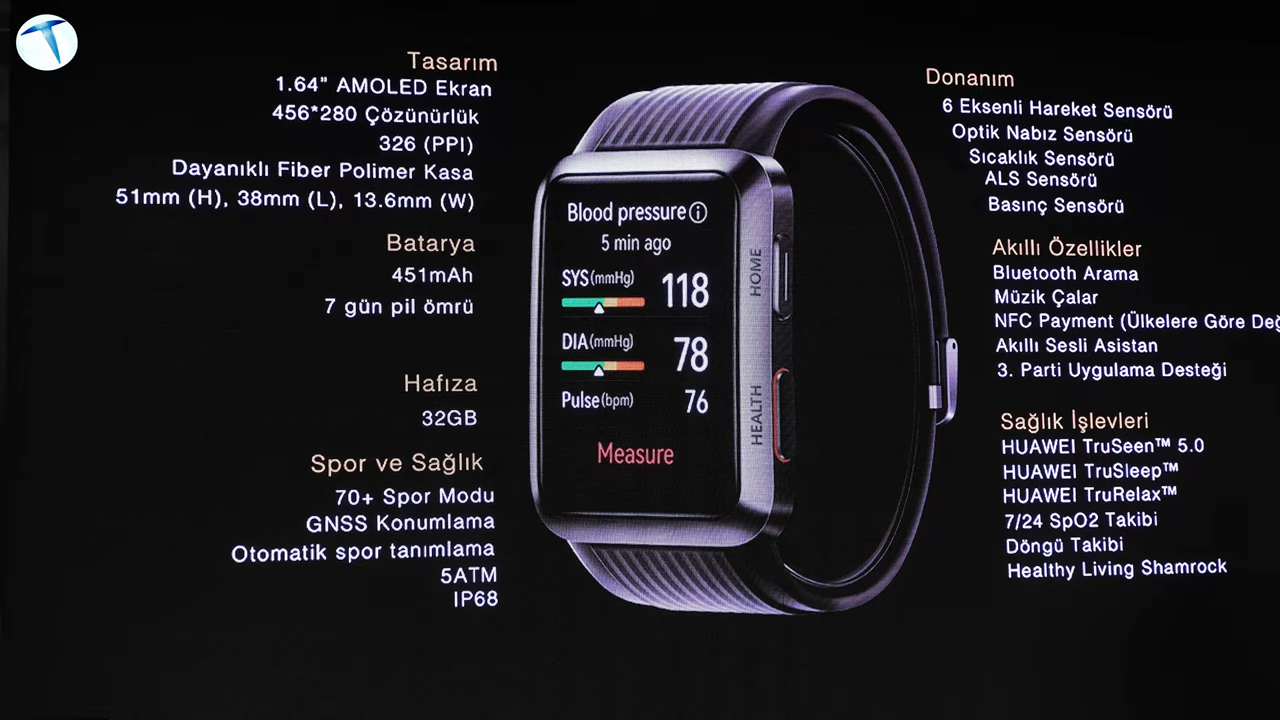 Tasarım
1.64” AMOLED Ekran
456*280 Çözünürlük
326 (PPI)
Dayanıklı Fiber Polimer Kasa
51mm (H), 38mm (L), 13.6mm (W)
Batarya
451mAh
7 gün pil ömrü
Hafıza
32GB
Spor ve Sağlık
70+ Spor Modu
GNSS Konumlama
Otomatik spor tanımlama
5ATM
IP68
Blood pressure
5 min ago
SYS(mmHg) 118
DIA(mmHg) 78
Pulse(bpm) 76
Measure
HOME
HEALTH
Donanım
6 Eksenli Hareket Sensörü
Optik Nabız Sensörü
Sıcaklık Sensörü
ALS Sensörü
Basınç Sensörü
Akıllı Özellikler
Bluetooth Arama
Müzik Çalar
NFC Payment (Ülkelere Göre
Akıllı Sesli Asistan
3. Parti Uygulama Desteği
Sağlık İşlevleri
HUAWEI TruSeen™ 5.0
HUAWEI TruSleep™
HUAWEI TruRelax™
7/24 SpO2 Takibi
Döngü Takibi
Healthy Living Shamrock